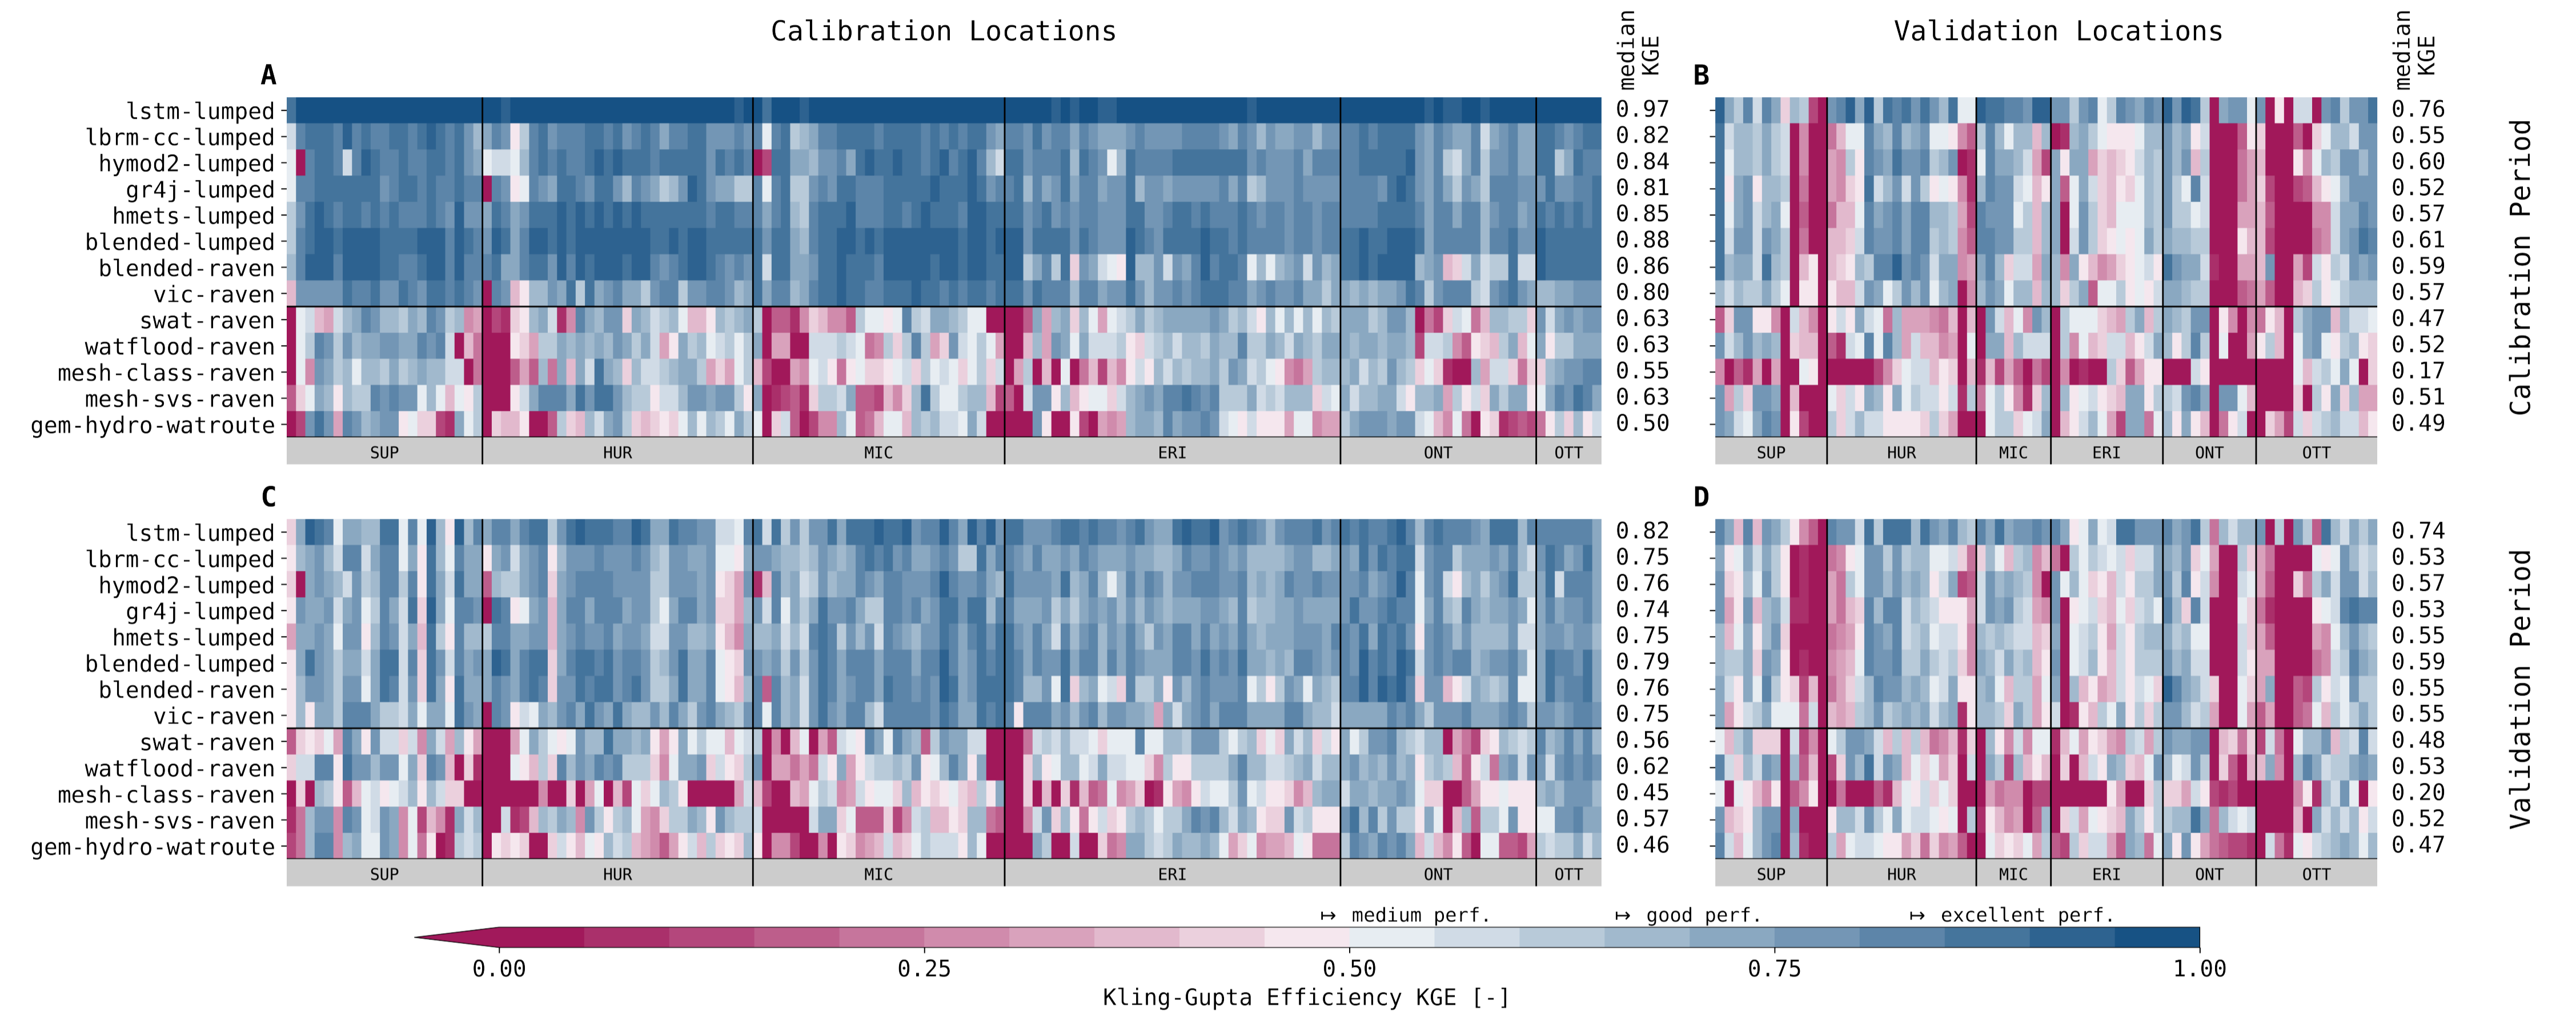 Calibration Locations
median
KGE
Validation Locations
median
KGE
A
lstm-lumped 0.97
lbrm-cc-lumped 0.82
hymod2-lumped 0.84
gr4j-lumped 0.81
hmets-lumped 0.85
blended-lumped 0.88
blended-raven 0.86
vic-raven 0.80
swat-raven 0.63
watflood-raven 0.63
mesh-class-raven 0.55
mesh-svs-raven 0.63
gem-hydro-watroute 0.50
SUP HUR MIC ERI ONT OTT
B
0.76
0.55
0.60
0.52
0.57
0.61
0.59
0.57
0.47
0.52
0.17
0.51
0.49
SUP HUR MIC ERI ONT OTT
Calibration Period
C
lstm-lumped 0.82
lbrm-cc-lumped 0.75
hymod2-lumped 0.76
gr4j-lumped 0.74
hmets-lumped 0.75
blended-lumped 0.79
blended-raven 0.76
vic-raven 0.75
swat-raven 0.56
watflood-raven 0.62
mesh-class-raven 0.45
mesh-svs-raven 0.57
gem-hydro-watroute 0.46
SUP HUR MIC ERI ONT OTT
D
0.74
0.53
0.57
0.53
0.55
0.59
0.55
0.55
0.48
0.53
0.20
0.52
0.47
SUP HUR MIC ERI ONT OTT
Validation Period
↦ medium perf. ↦ good perf. ↦ excellent perf.
0.00 0.25 0.50 0.75 1.00
Kling-Gupta Efficiency KGE [-]